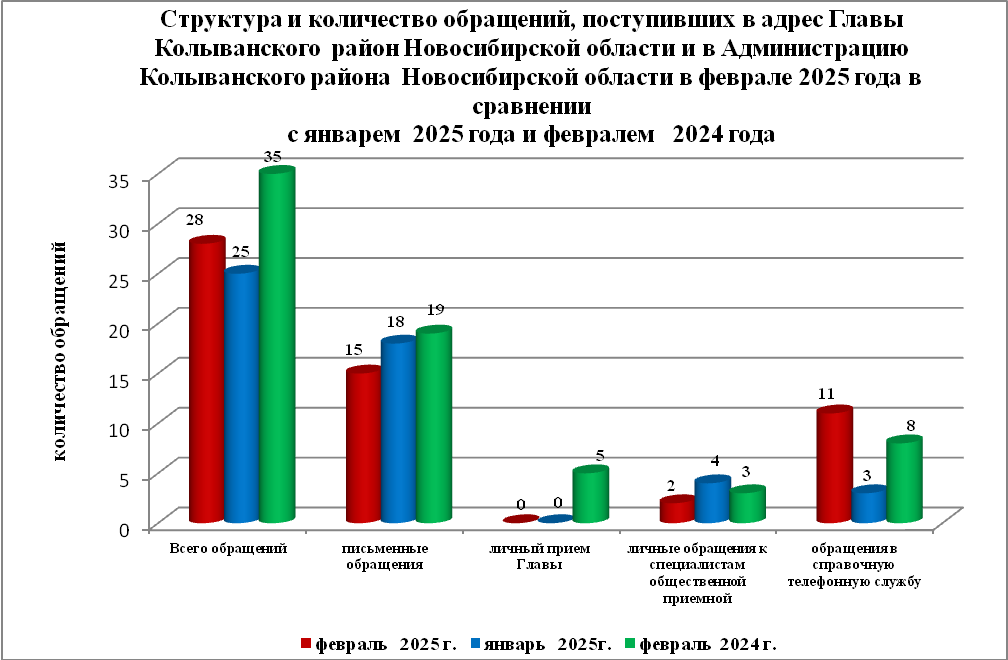 Структура и количество обращений, поступивших в адрес Главы
Колыванского район Новосибирской области и в Администрацию
Колыванского района Новосибирской области в феврале 2025 года в
сравнении
с январем 2025 года и февралем 2024 года
количество обращений
35
30
25
20
15
10
5
0
28
25
35
15
18
19
0
0
5
2
4
3
11
3
8
Всего обращений
письменные
обращения
личный прием
Главы
личные обращения к
специалистам
общественной
приемной
обращения в
справочную
телефонную службу
февраль 2025 г.
январь 2025г.
февраль 2024 г.